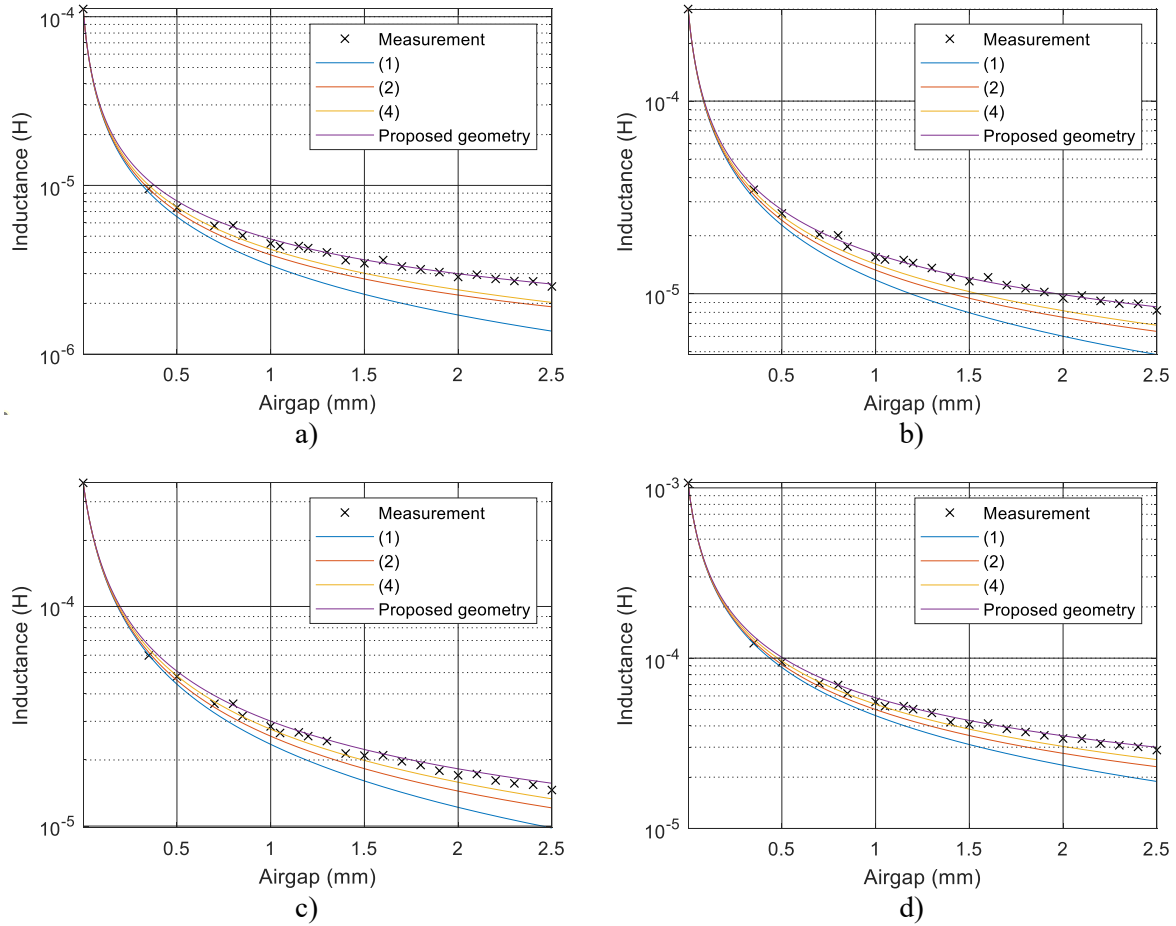 10-4
10-5
10-6
Inductance (H)
Measurement
(1)
(2)
(4)
Proposed geometry
0.5 1 1.5 2 2.5
Airgap (mm)
a)
10-4
10-5
Inductance (H)
Measurement
(1)
(2)
(4)
Proposed geometry
0.5 1 1.5 2 2.5
Airgap (mm)
b)
10-4
10-5
Inductance (H)
Measurement
(1)
(2)
(4)
Proposed geometry
0.5 1 1.5 2 2.5
Airgap (mm)
c)
10-3
10-4
10-5
Inductance (H)
Measurement
(1)
(2)
(4)
Proposed geometry
0.5 1 1.5 2 2.5
Airgap (mm)
d)